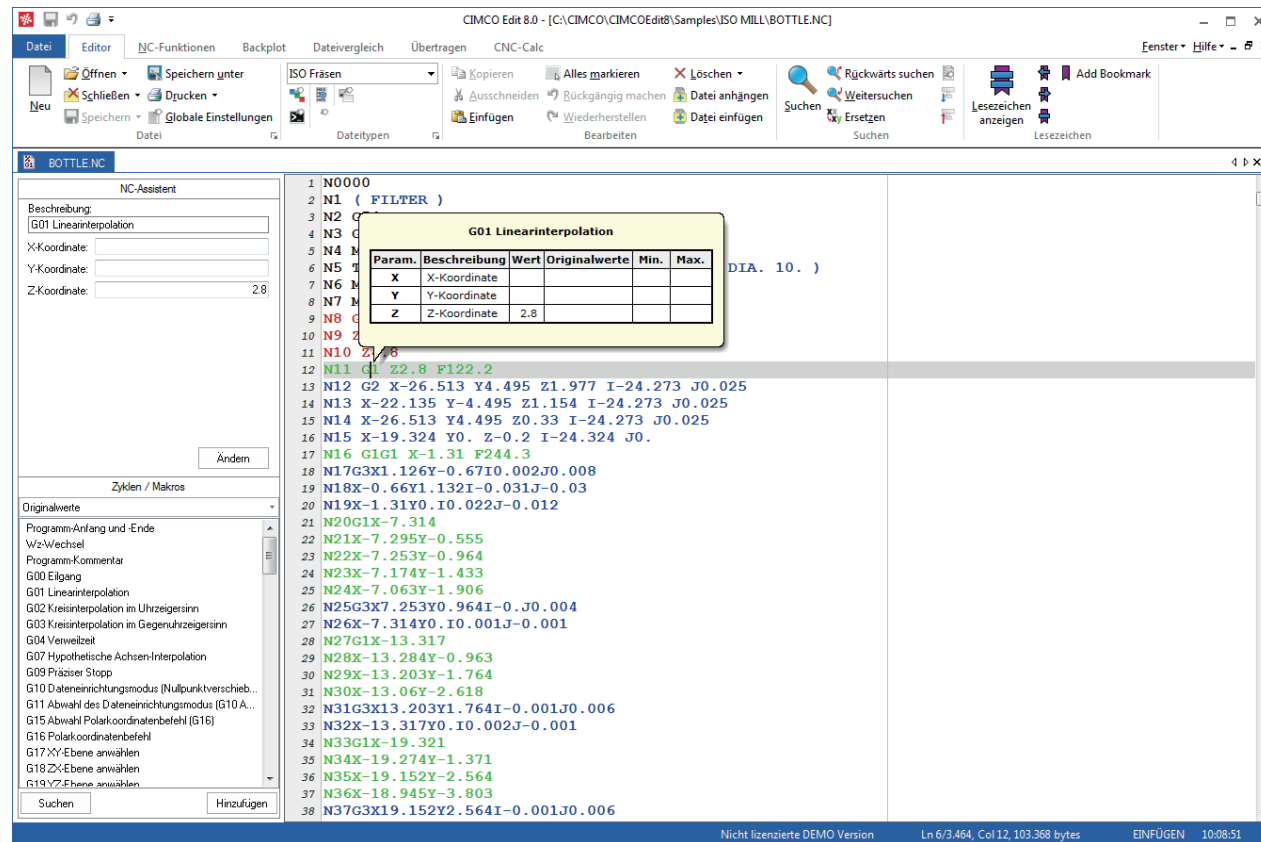 CIMCO Edit 8.0 - [C:\CIMCO\CIMCOEdit8\Samples\ISO MILL\BOTTLE.NC]
Datei Editor NC-Funktionen Backplot Dateivergleich Übertragen CNC-Calc Fenster Hilfe
Neu
Öffnen Speichern unter
Schließen Drucken
Speichern Globale Einstellungen
Datei
ISO Fräsen
Dateitypen
Kopieren Alles markieren Löschen
Ausschneiden Rückgängig machen Datei anhängen
Einfügen Wiederherstellen Datei einfügen
Bearbeiten
Suchen
Rückwärts suchen
Weitersuchen
Ersetzen
Suchen
Lesezeichen anzeigen
Add Bookmark
Lesezeichen
BOTTLE.NC
NC-Assistent
Beschreibung:
G01 Linearinterpolation
X-Koordinate:
Y-Koordinate:
Z-Koordinate: 2.8
Ändern
Zyklen / Makros
Originalwerte
Programm-Anfang und -Ende
Wz-Wechsel
Programm-Kommentar
G00 Eilgang
G01 Linearinterpolation
G02 Kreisinterpolation im Uhrzeigersinn
G03 Kreisinterpolation im Gegenuhrzeigersinn
G04 Verweilzeit
G07 Hypothetische Achsen-Interpolation
G09 Präziser Stopp
G10 Dateneinrichtungsmodus (Nullpunktverschieb...
G11 Abwahl des Dateneinrichtungsmodus (G10 A...
G15 Abwahl Polarkoordinatenbefehl (G16)
G16 Polarkoordinatenbefehl
G17 XY-Ebene anwählen
G18 ZX-Ebene anwählen
G19 YZ-Ebene anwählen
Suchen Hinzufügen
1 N0000
2 N1 ( FILTER )
3 N2
4 N3
5 N4
6 N5 DIA. 10. )
7 N6
8 N7
9 N8
10 N9
11 N10
12 N11 G1 Z2.8 F122.2
13 N12 G2 X-26.513 Y4.495 Z1.977 I-24.273 J0.025
14 N13 X-22.135 Y-4.495 Z1.154 I-24.273 J0.025
15 N14 X-26.513 Y4.495 Z0.33 I-24.273 J0.025
16 N15 X-19.324 Y0. Z-0.2 I-24.324 J0.
17 N16 G1G1 X-1.31 F244.3
18 N17G3X1.126Y-0.67I0.002J0.008
19 N18X-0.66Y1.132I-0.031J-0.03
20 N19X-1.31Y0.I0.022J-0.012
21 N20G1X-7.314
22 N21X-7.295Y-0.555
23 N22X-7.253Y-0.964
24 N23X-7.174Y-1.433
25 N24X-7.063Y-1.906
26 N25G3X7.253Y0.964I-0.J0.004
27 N26X-7.314Y0.I0.001J-0.001
28 N27G1X-13.317
29 N28X-13.284Y-0.963
30 N29X-13.203Y-1.764
31 N30X-13.06Y-2.618
32 N31G3X13.203Y1.764I-0.001J0.006
33 N32X-13.317Y0.I0.002J-0.001
34 N33G1X-19.321
35 N34X-19.274Y-1.371
36 N35X-19.152Y-2.564
37 N36X-18.945Y-3.803
38 N37G3X19.152Y2.564I-0.001J0.006
G01 Linearinterpolation
Param. Beschreibung Wert Originalwerte Min. Max.
X X-Koordinate
Y Y-Koordinate
Z Z-Koordinate 2.8
Nicht lizenzierte DEMO Version Ln 6/3.464, Col 12, 103.368 bytes EINFÜGEN 10:08:51